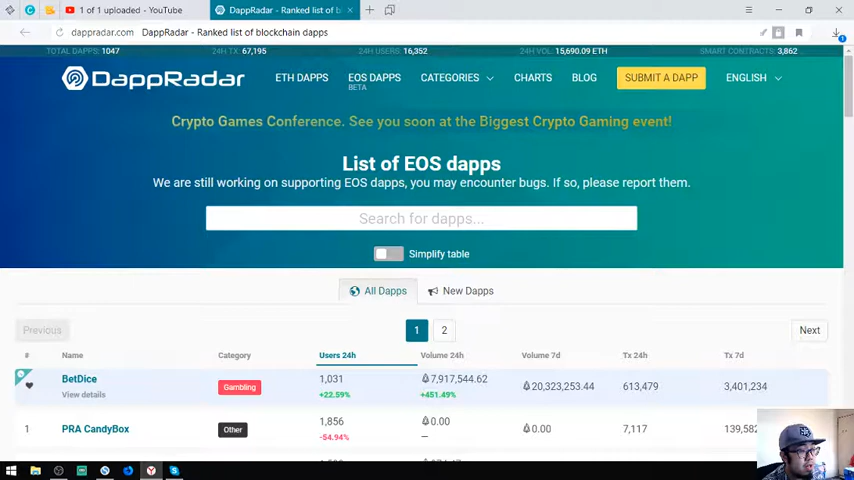 1 of 1 uploaded - YouTube
DappRadar - Ranked list of b
dappradar.com DappRadar - Ranked list of blockchain dapps
TOTAL DAPPS: 1047 24H TX: 67,195 24H USERS: 16,352 24H VOL: 15,690.09 ETH SMART CONTRACTS: 3,862
DappRadar ETH DAPPS EOS DAPPS CATEGORIES CHARTS BLOG SUBMIT A DAPP ENGLISH
BETA
Crypto Games Conference. See you soon at the Biggest Crypto Gaming event!
List of EOS dapps
We are still working on supporting EOS dapps, you may encounter bugs. If so, please report them.
Search for dapps...
Simplify table
All Dapps New Dapps
Previous 1 2 Next
# Name Category Users 24h Volume 24h Volume 7d Tx 24h Tx 7d
BetDice Gambling 1,031 7,917,544.62 20,323,253.44 613,479 3,401,234
View details +22.59% +451.49%
1 PRA CandyBox Other 1,856 0.00 0.00 7,117 139,582
-54.94% —